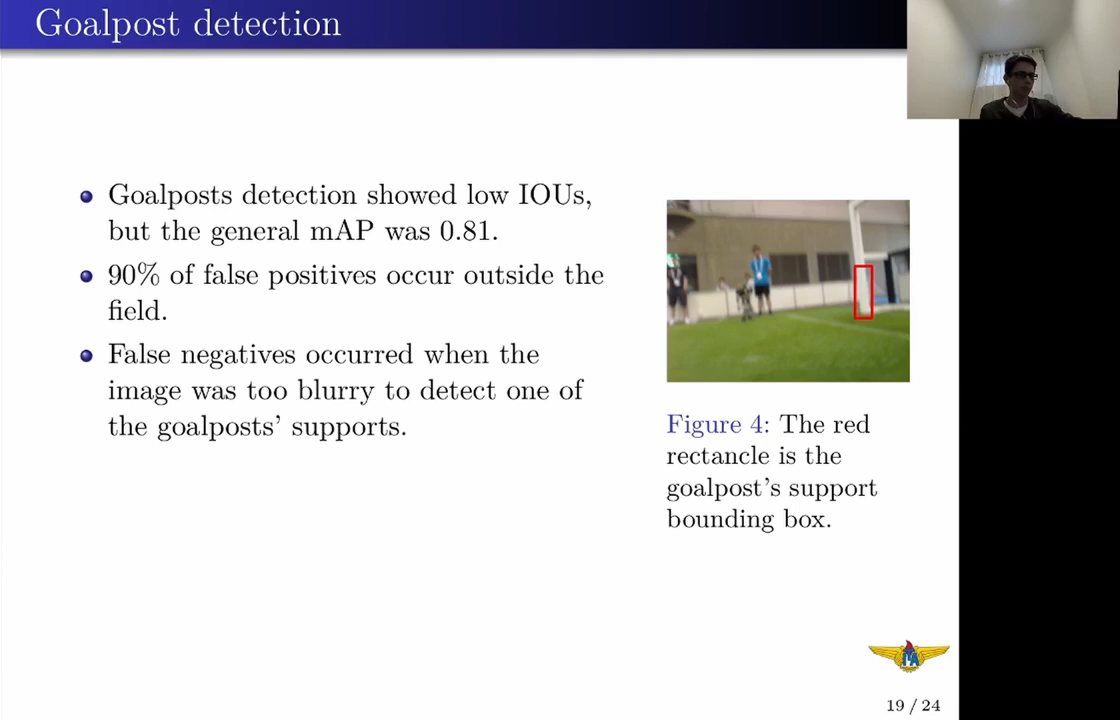 Goalpost detection
Goalposts detection showed low IOUs,
but the general mAP was 0.81.
90% of false positives occur outside the
field.
False negatives occurred when the
image was too blurry to detect one of
the goalposts' supports.
Figure 4: The red
rectancle is the
goalpost's support
bounding box.
ITA
19 / 24